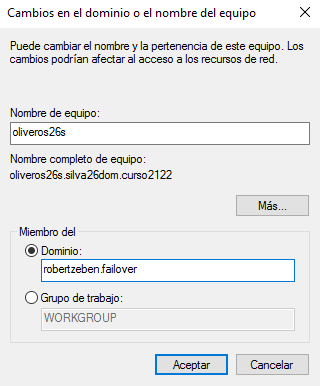 Cambios en el dominio o el nombre del equipo
Puede cambiar el nombre y la pertenencia de este equipo. Los
cambios podrían afectar al acceso a los recursos de red.
Nombre de equipo:
oliveros26s
Nombre completo de equipo:
oliveros26s.silva26dom.curso2122
Más...
Miembro del
Dominio:
robertzeben.failover
Grupo de trabajo:
WORKGROUP
Aceptar
Cancelar